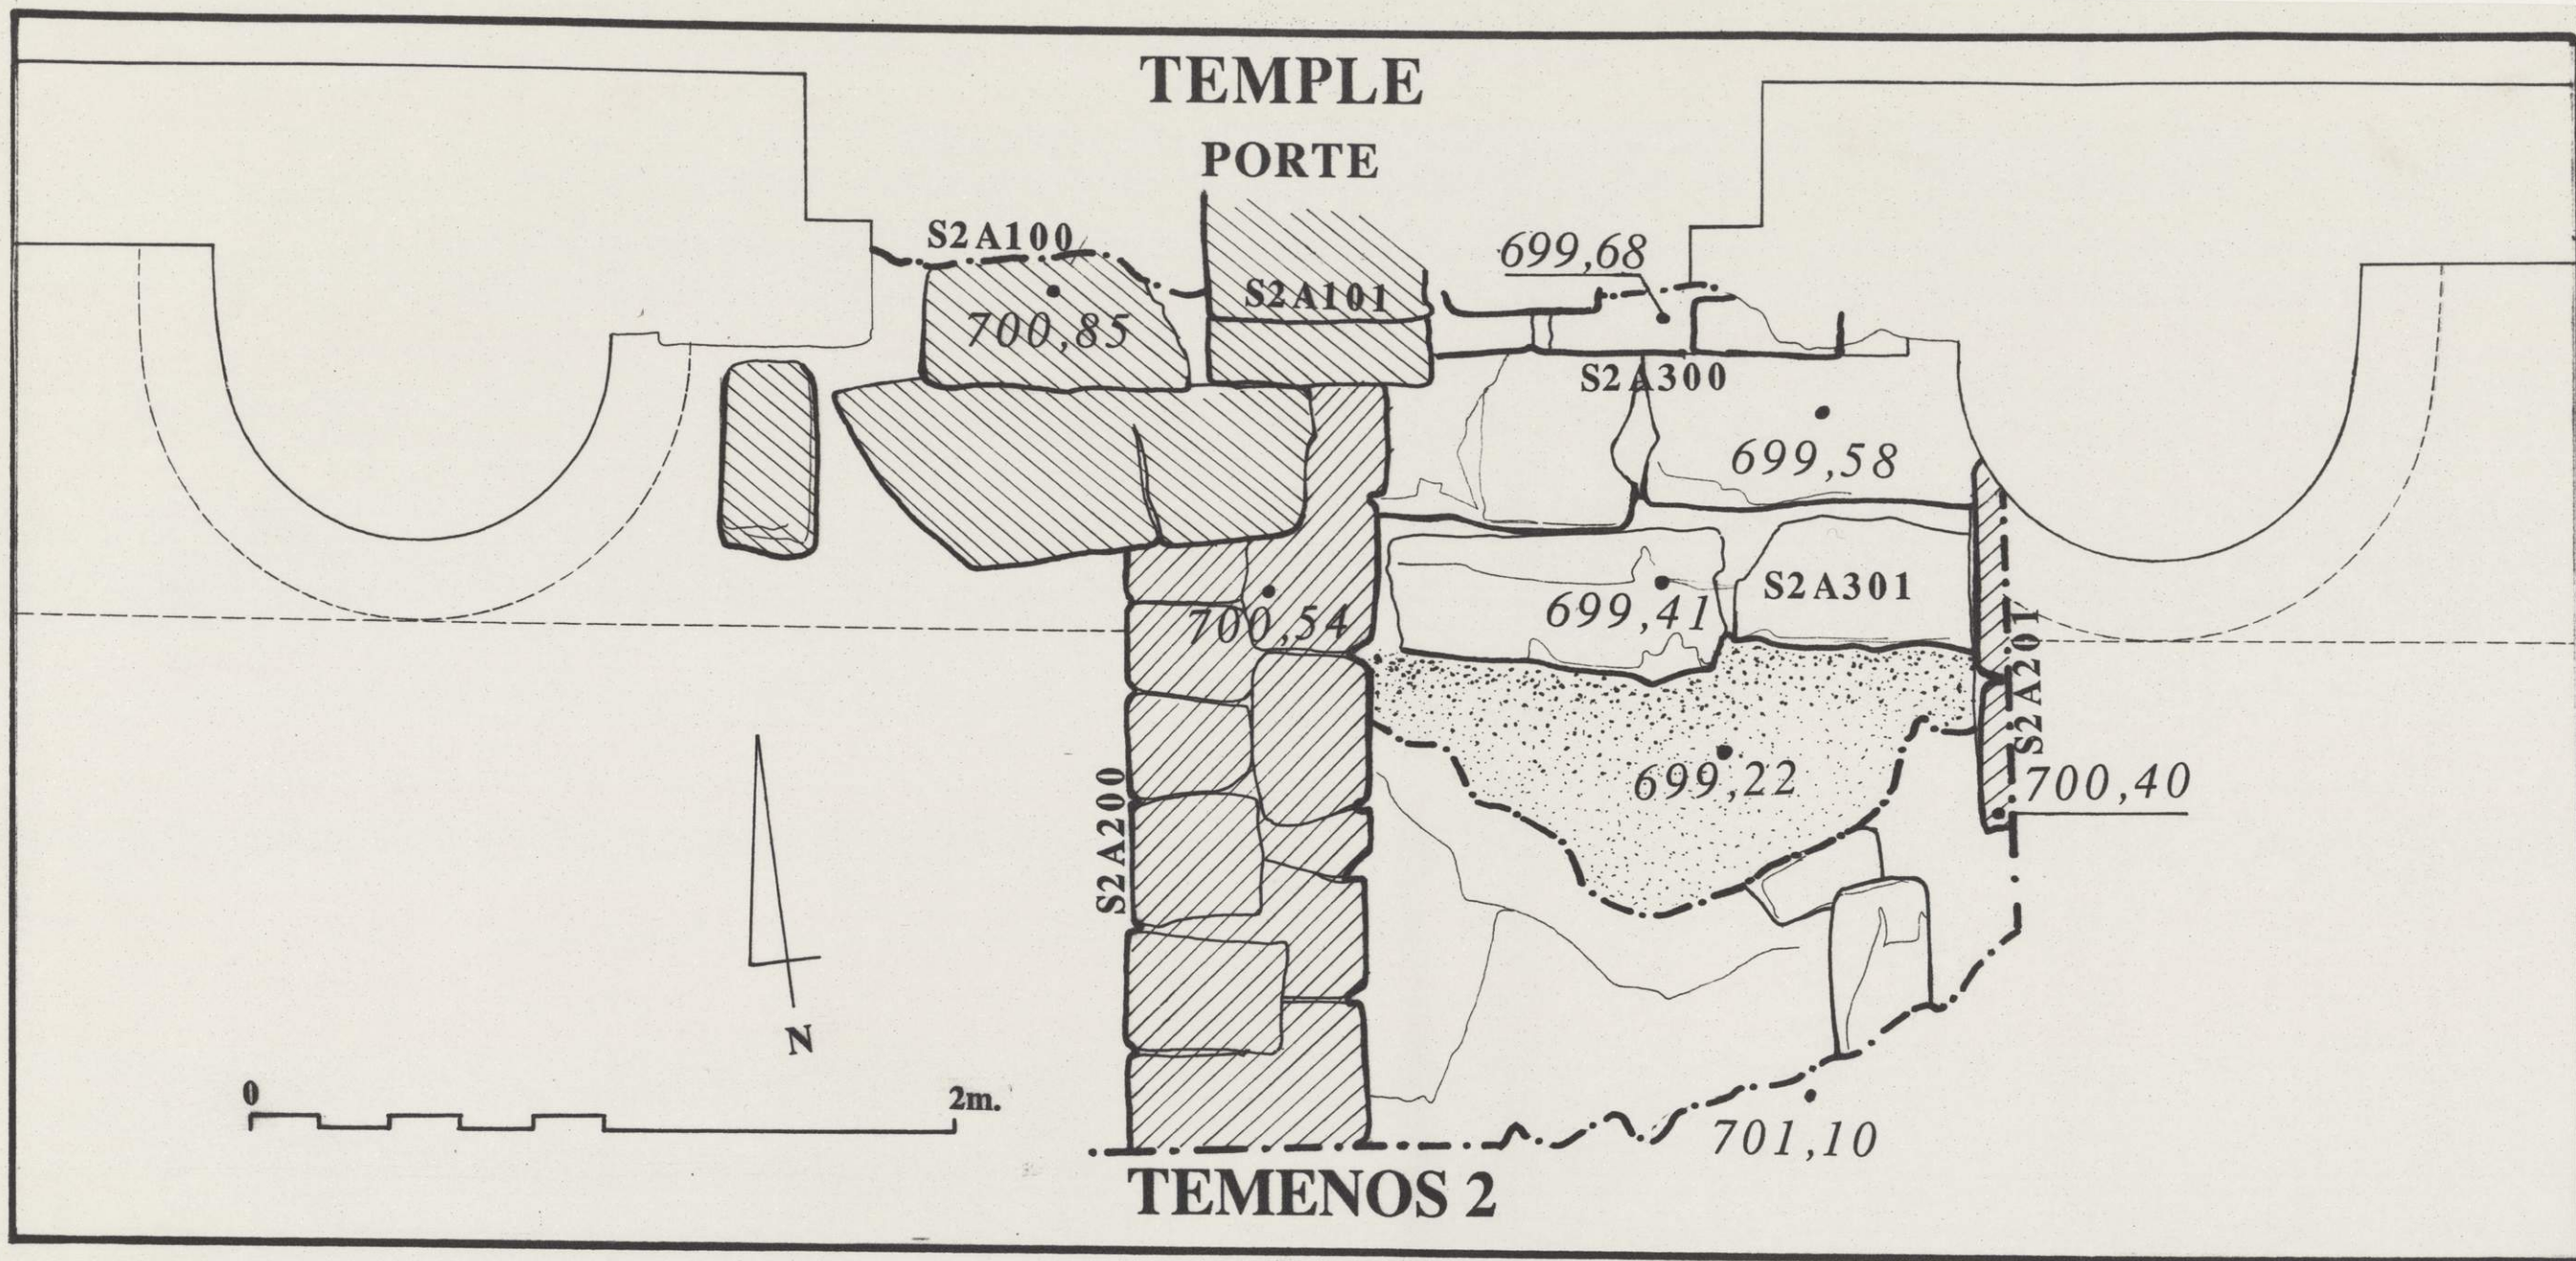 TEMPLE
PORTE
S2A100
699,68
S2A101
700,85
S2A300
699,58
S2A301
699,41
700,54
S2A201
699,22
700,40
S2A200
N
0
2m.
701,10
TEMENOS 2